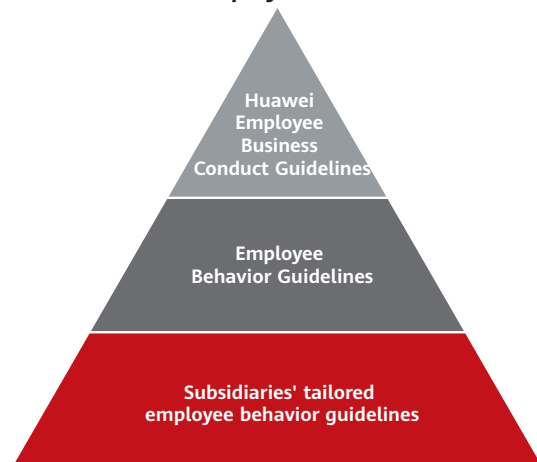 Huawei
Employee
Business
Conduct Guidelines
Employee
Behavior Guidelines
Subsidiaries' tailored
employee behavior guidelines